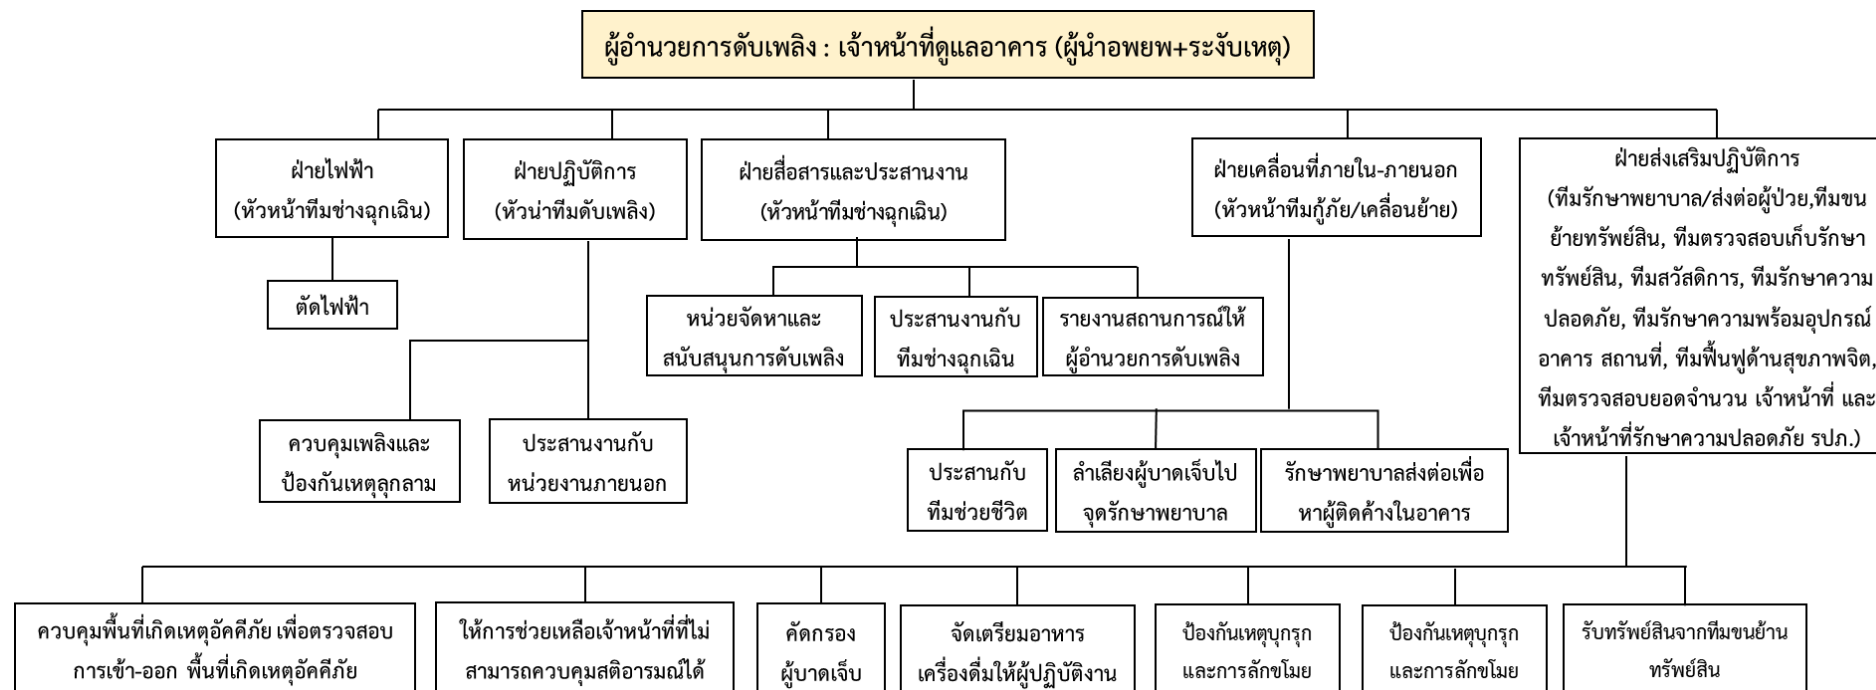 ผู้อำนวยการดับเพลิง : เจ้าหน้าที่ดูแลอาคาร (ผู้นำอพยพ+ระงับเหตุ)
ฝ่ายไฟฟ้า
(หัวหน้าทีมช่างฉุกเฉิน)
ฝ่ายปฏิบัติการ
(หัวน่าทีมดับเพลิง)
ฝ่ายสื่อสารและประสานงาน
(หัวหน้าทีมช่างฉุกเฉิน)
ฝ่ายเคลื่อนที่ภายใน-ภายนอก
(หัวหน้าทีมกู้ภัย/เคลื่อนย้าย)
ฝ่ายส่งเสริมปฏิบัติการ
(ทีมรักษาพยาบาล/ส่งต่อผู้ป่วย,ทีมขน
ย้ายทรัพย์สิน, ทีมตรวจสอบเก็บรักษา
ทรัพย์สิน, ทีมสวัสดิการ, ทีมรักษาความ
ปลอดภัย, ทีมรักษาความพร้อมอุปกรณ์
อาคาร สถานที่, ทีมฟื้นฟูด้านสุขภาพจิต,
ทีมตรวจสอบยอดจำนวน เจ้าหน้าที่ และ
เจ้าหน้าที่รักษาความปลอดภัย รปภ.)
ตัดไฟฟ้า
หน่วยจัดหาและ
สนับสนุนการดับเพลิง
ประสานงานกับ
ทีมช่างฉุกเฉิน
รายงานสถานการณ์ให้
ผู้อำนวยการดับเพลิง
ควบคุมเพลิงและ
ป้องกันเหตุลุกลาม
ประสานงานกับ
หน่วยงานภายนอก
ประสานกับ
ทีมช่วยชีวิต
ลำเลียงผู้บาดเจ็บไป
จุดรักษาพยาบาล
รักษาพยาบาลส่งต่อเพื่อ
หาผู้ติดค้างในอาคาร
ควบคุมพื้นที่เกิดเหตุอัคคีภัย เพื่อตรวจสอบ
การเข้า-ออก พื้นที่เกิดเหตุอัคคีภัย
ให้การช่วยเหลือเจ้าหน้าที่ที่ไม่
สามารถควบคุมสติอารมณ์ได้
คัดกรอง
ผู้บาดเจ็บ
จัดเตรียมอาหาร
เครื่องดื่มให้ผู้ปฏิบัติงาน
ป้องกันเหตุบุกรุก
และการลักขโมย
ป้องกันเหตุบุกรุก
และการลักขโมย
รับทรัพย์สินจากทีมขนย้าน
ทรัพย์สิน